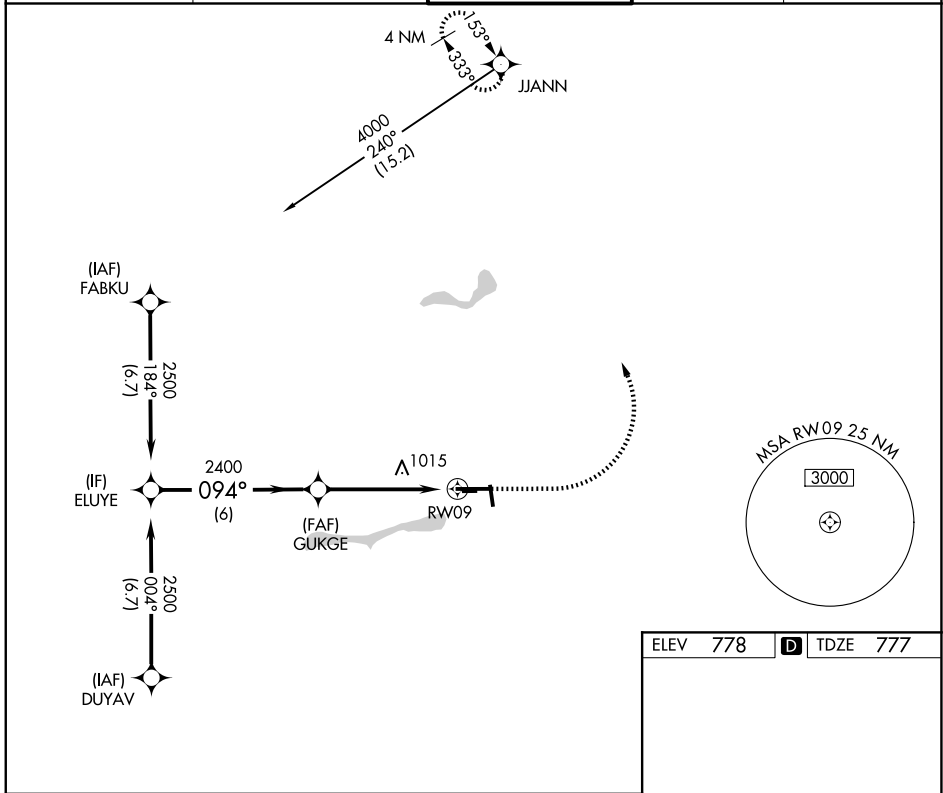 4 NM
153°
333°
JJANN
4000
240°
(15.2)
(IAF)
FABKU
2500
184°
(6.7)
(IF)
ELUYE
2400
094°
(6)
(FAF)
GUKGE
1015
RW09
2500
004°
(6.7)
(IAF)
DUYAV
MSA RW09 25 NM
3000
ELEV 778 D TDZE 777